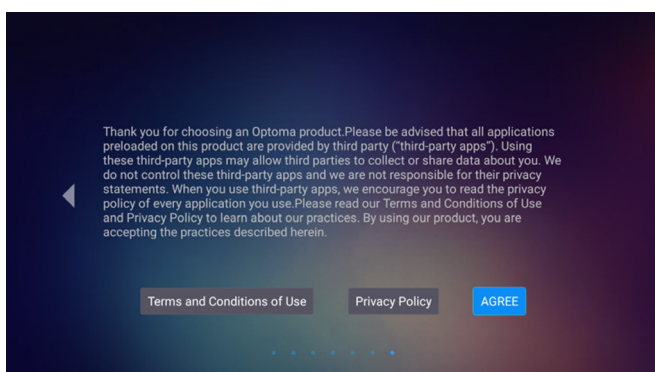 Thank you for choosing an Optoma product.Please be advised that all applications
preloaded on this product are provided by third party (“third-party apps”). Using
these third-party apps may allow third parties to collect or share data about you. We
do not control these third-party apps and we are not responsible for their privacy
statements. When you use third-party apps, we encourage you to read the privacy
policy of every application you use.Please read our Terms and Conditions of Use
and Privacy Policy to learn about our practices. By using our product, you are
accepting the practices described herein.
Terms and Conditions of Use Privacy Policy AGREE